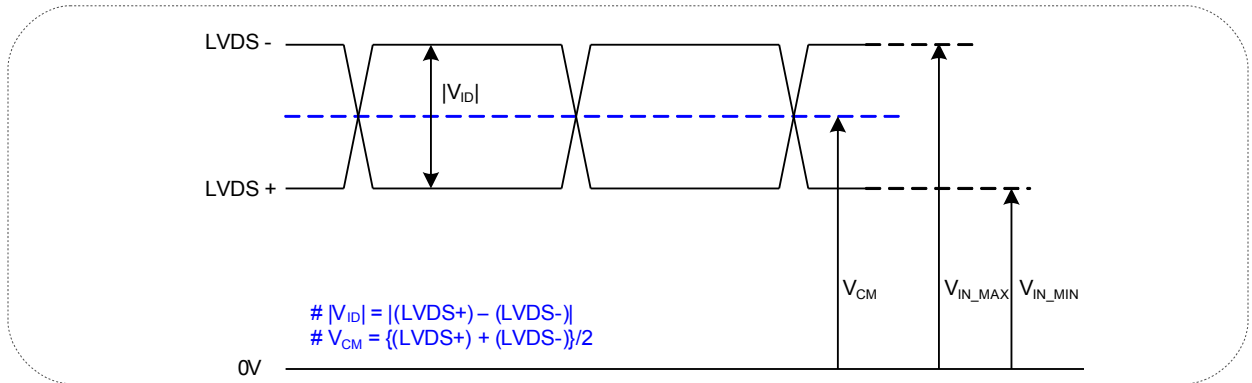 LVDS -
|VID|
LVDS +
VCM
VIN_MAX
VIN_MIN
# |VID| = |(LVDS+) – (LVDS-)|
# VCM = {(LVDS+) + (LVDS-)}/2
0V